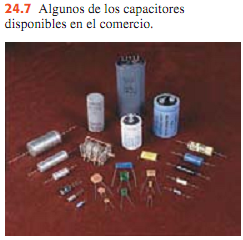 24.7 Algunos de los capacitores
disponibles en el comercio.